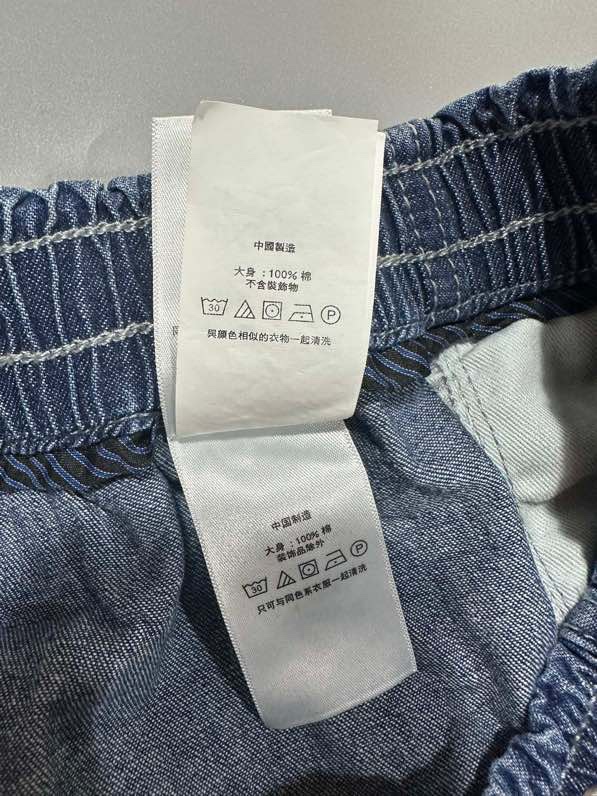 中國製造
大身：100% 棉
不含裝飾物
30 P
與顏色相似的衣物一起清洗
中国制造
大身：100% 棉
装饰品除外
30 P
只可与同色系衣服一起清洗